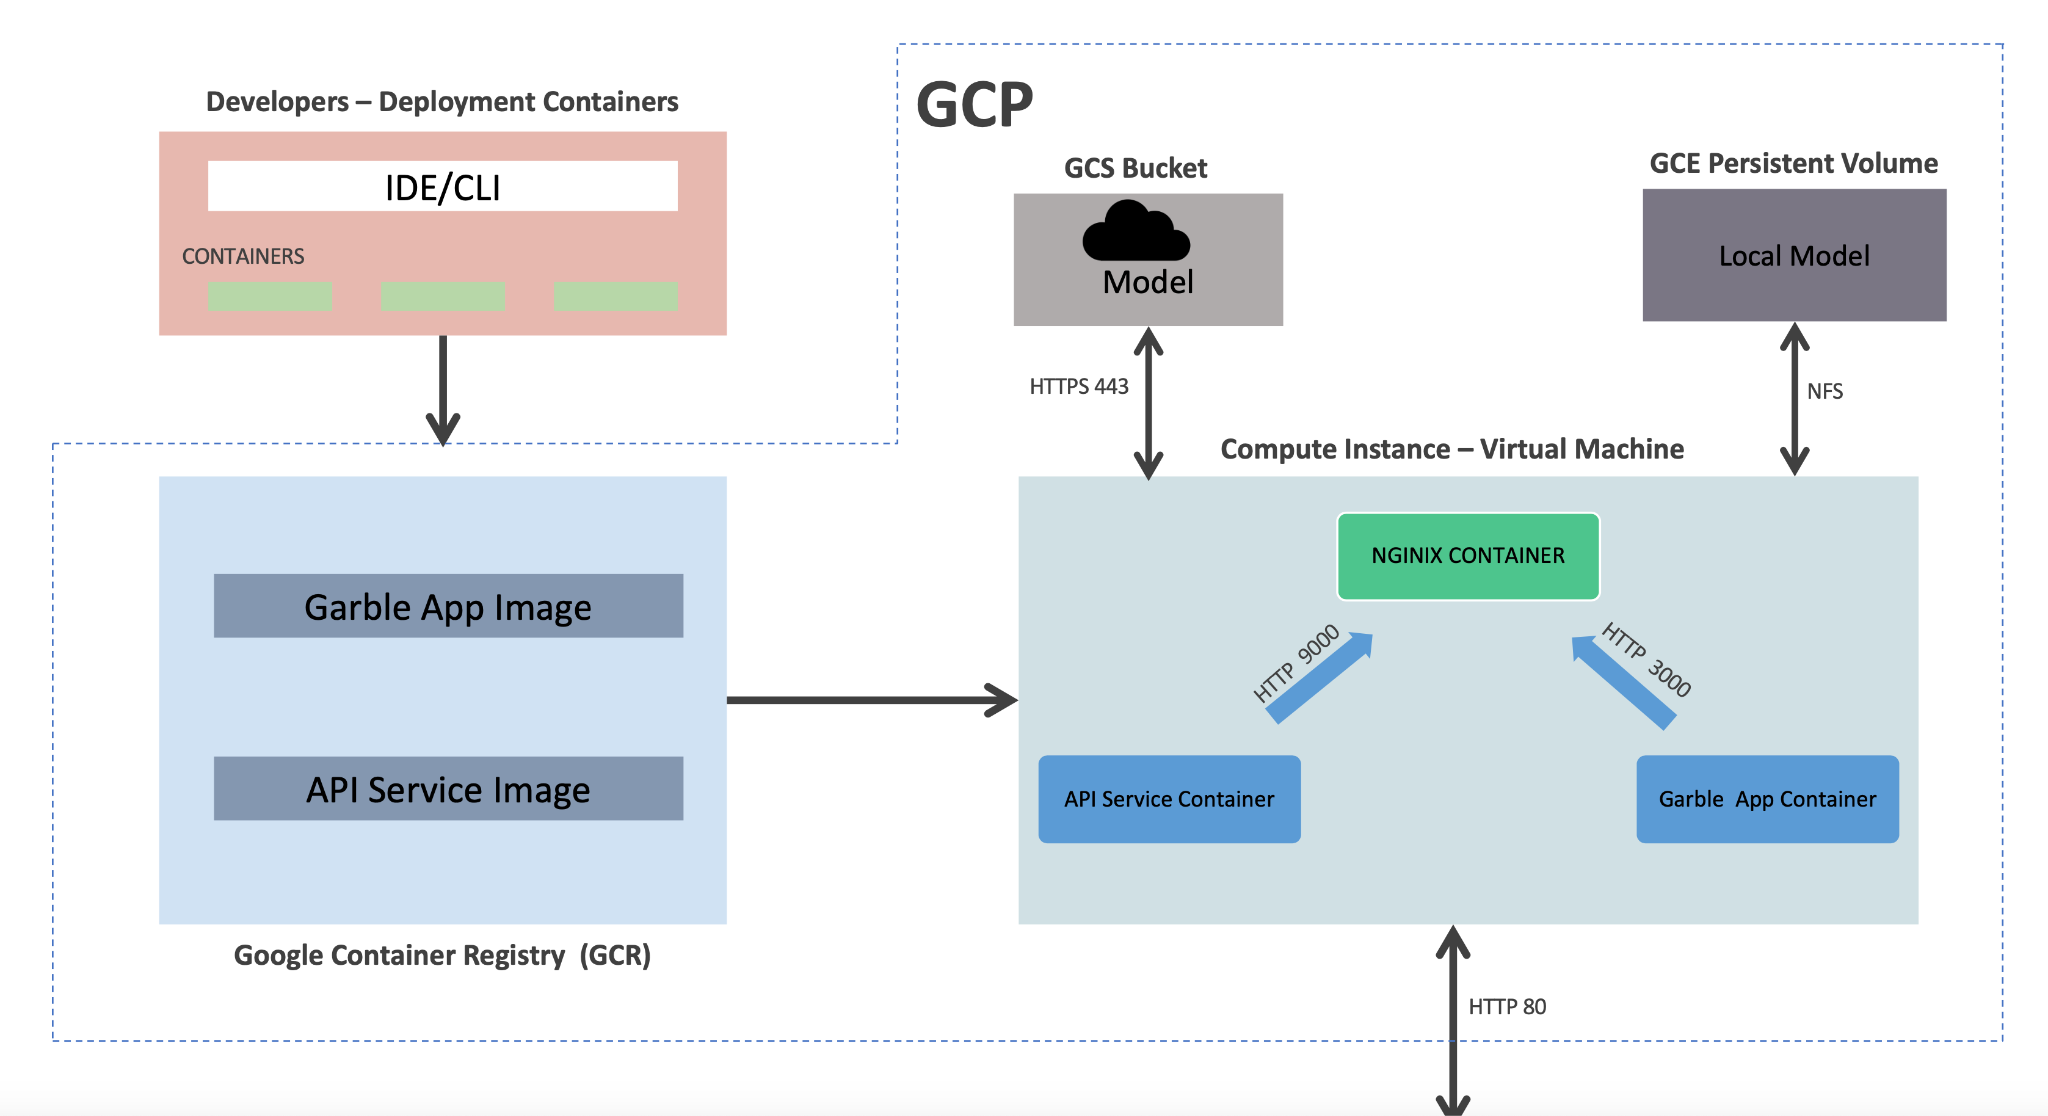 Developers – Deployment Containers
IDE/CLI
CONTAINERS
GCP
GCS Bucket
Model
GCE Persistent Volume
Local Model
HTTPS 443
NFS
Compute Instance – Virtual Machine
NGINIX CONTAINER
HTTP 9000
HTTP 3000
API Service Container
Garble App Container
Garble App Image
API Service Image
Google Container Registry (GCR)
HTTP 80